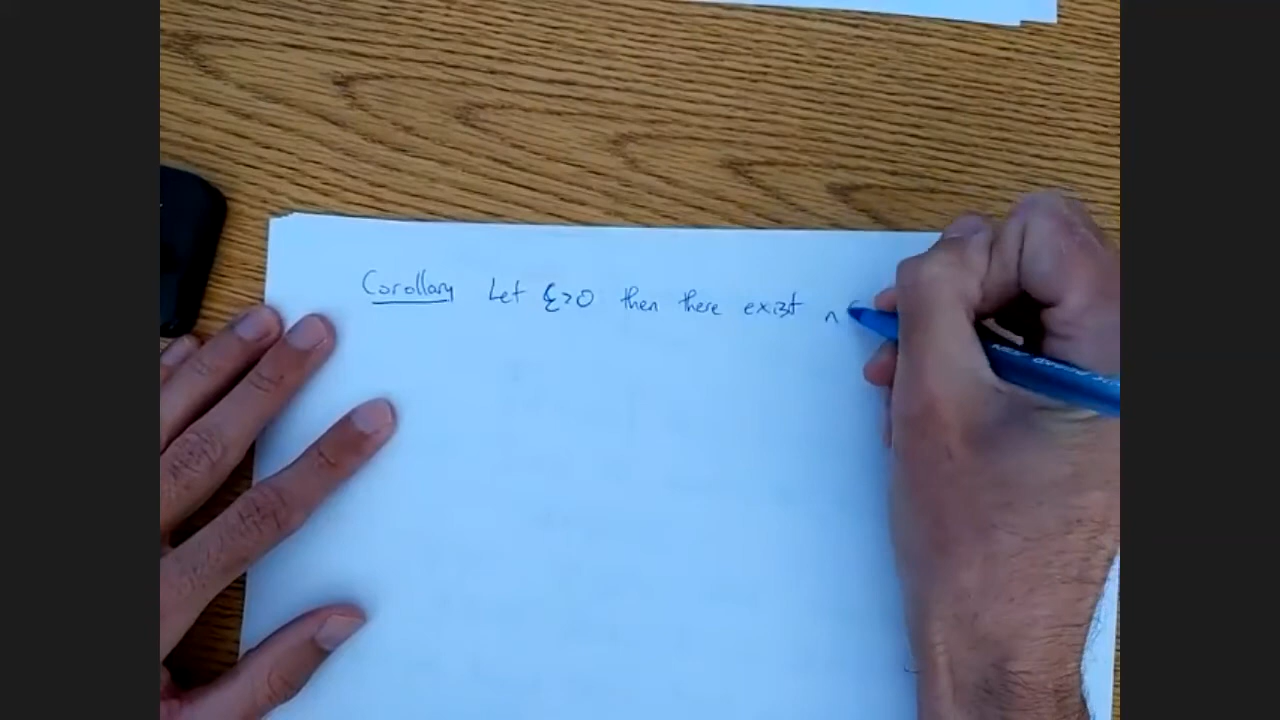 Corollary Let ε>0 then there exist n